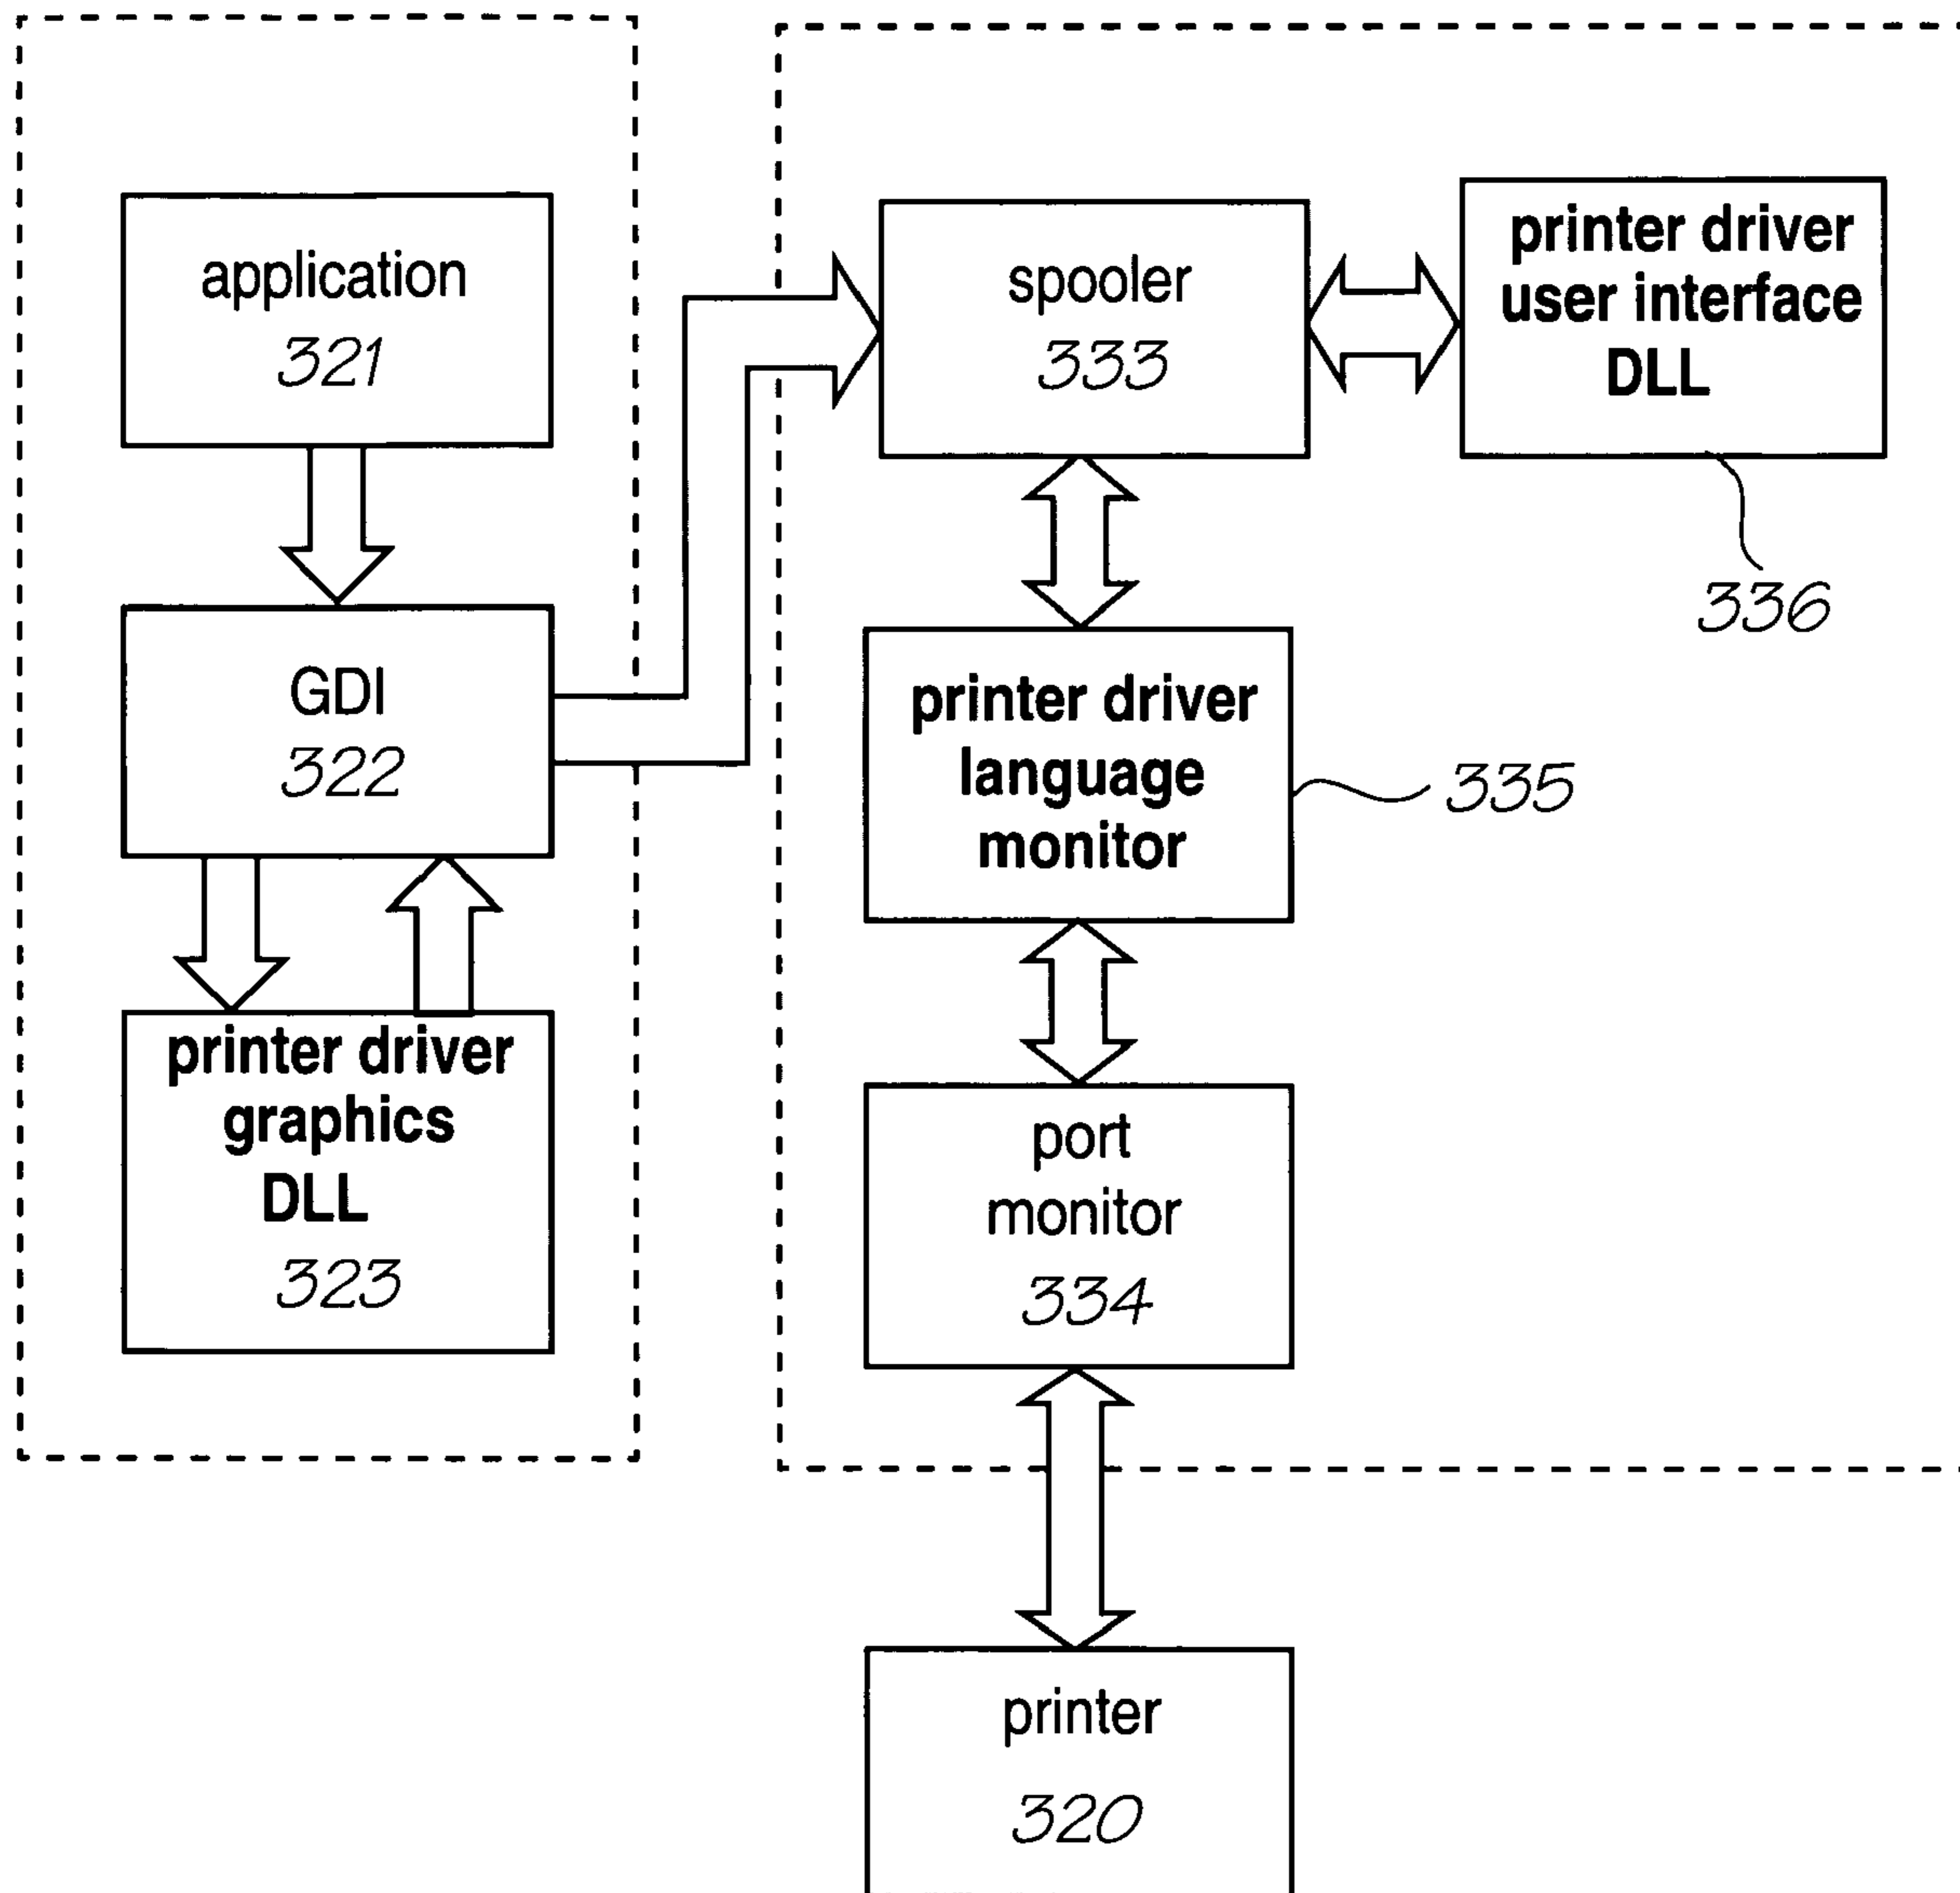 application
321
GDI
322
printer driver
graphics
DLL
323
spooler
333
printer driver
user interface
DLL
336
printer driver
language
monitor
335
port
monitor
334
printer
320